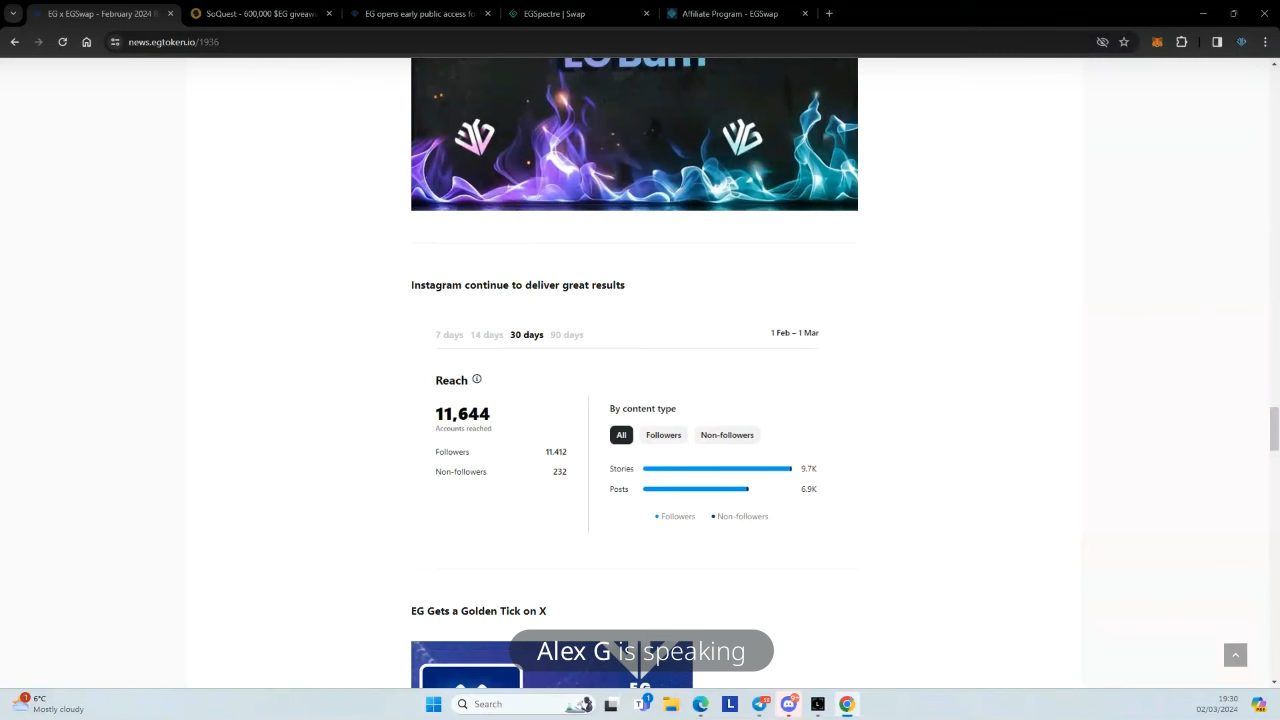 EG EGSwap - February 2024 R
SoQuest - 600,000 $EG giveaw
EG opens early public access fo
EGSpectre | Swap
Affiliate Program - EGSwap
news.egtoken.io/1936
EG Burn
Instagram continue to deliver great results
7 days 14 days 30 days 90 days
1 Feb – 1 Mar
Reach
11,644
Accounts reached
Followers 11.412
Non-followers 232
By content type
All Followers Non-followers
Stories 9.7K
Posts 6.9K
Followers Non-followers
EG Gets a Golden Tick on X
Alex G is speaking
EG
6°C
Mostly cloudy
Search
19:30
02/03/2024